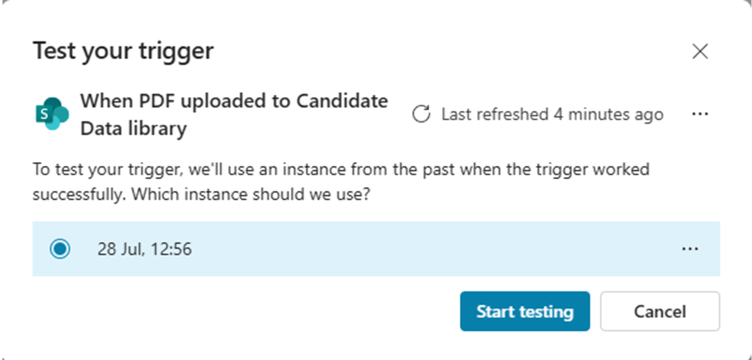 Test your trigger
When PDF uploaded to Candidate
Data library
Last refreshed 4 minutes ago
To test your trigger, we'll use an instance from the past when the trigger worked
successfully. Which instance should we use?
28 Jul, 12:56
Start testing
Cancel